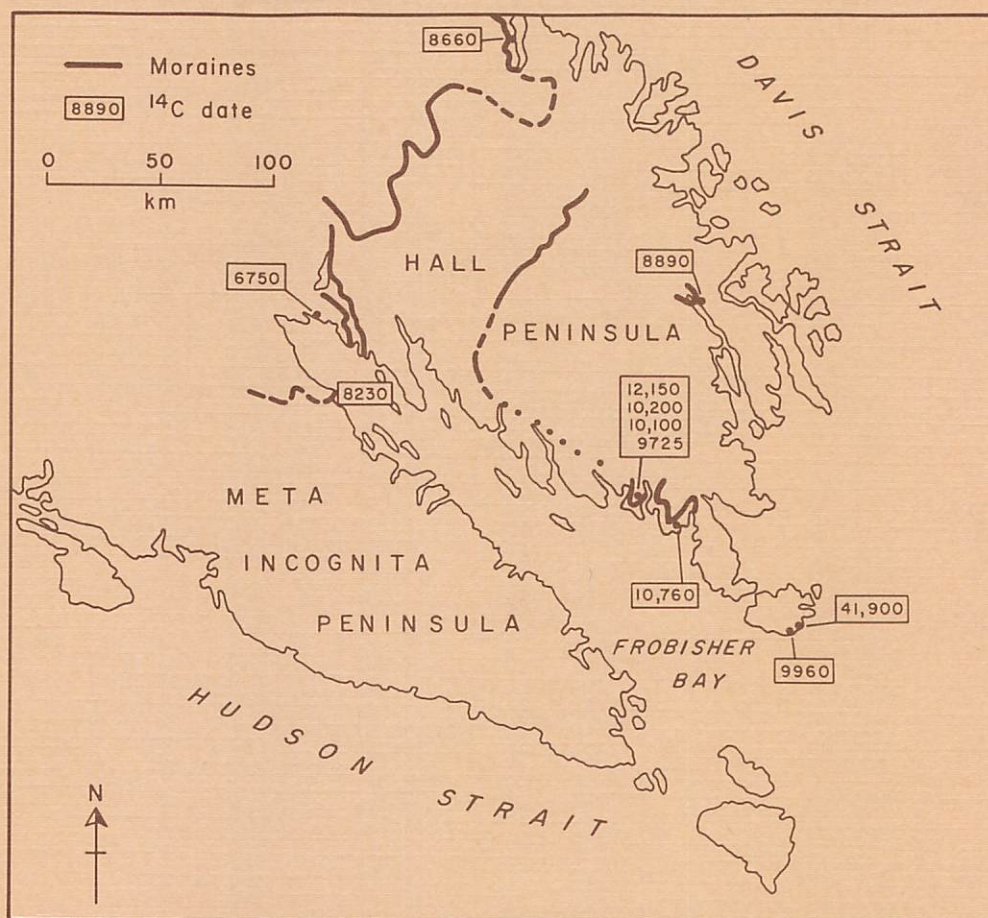 8660
Moraines
8890 ¹⁴C date
0 50 100
km
DAVIS STRAIT
HALL
PENINSULA
6750
8890
8230
12,150
10,200
10,100
9725
META
INCOGNITA
PENINSULA
10,760
41,900
9960
FROBISHER
BAY
HUDSON STRAIT
N